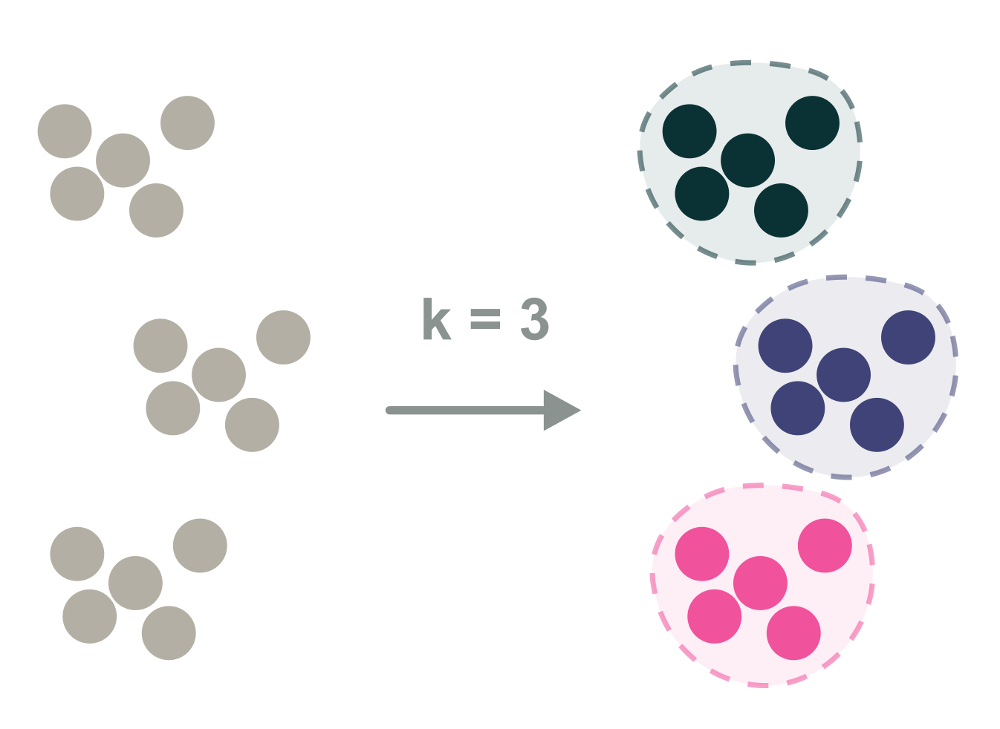 k = 3